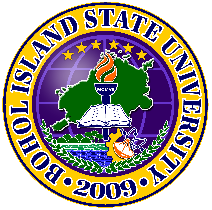 BOHOL ISLAND STATE UNIVERSITY
• 2009 •